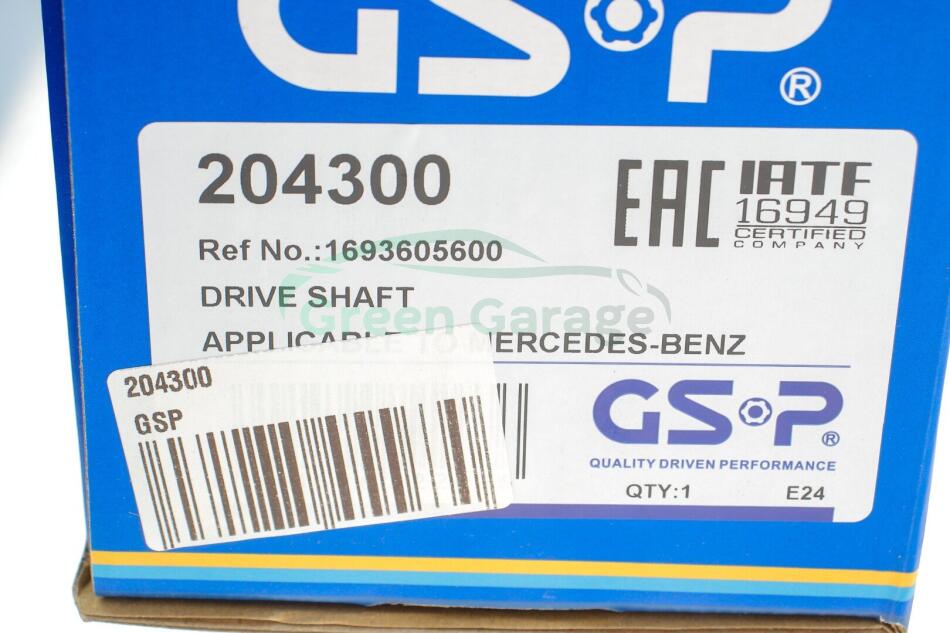 GSP®
204300
EAC
IATF
16949
CERTIFIED
COMPANY
Ref No.:1693605600
DRIVE SHAFT
Green Garage
APPLICABLE TO MERCEDES-BENZ
204300
GSP
GSP®
QUALITY DRIVEN PERFORMANCE
QTY:1 E24